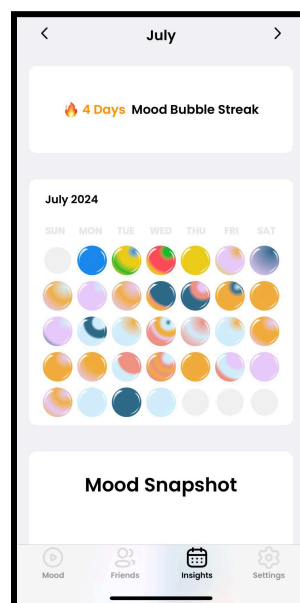 July
4 Days Mood Bubble Streak
July 2024
SUN MON TUE WED THU FRI SAT
Mood Snapshot
Mood Friends Insights Settings